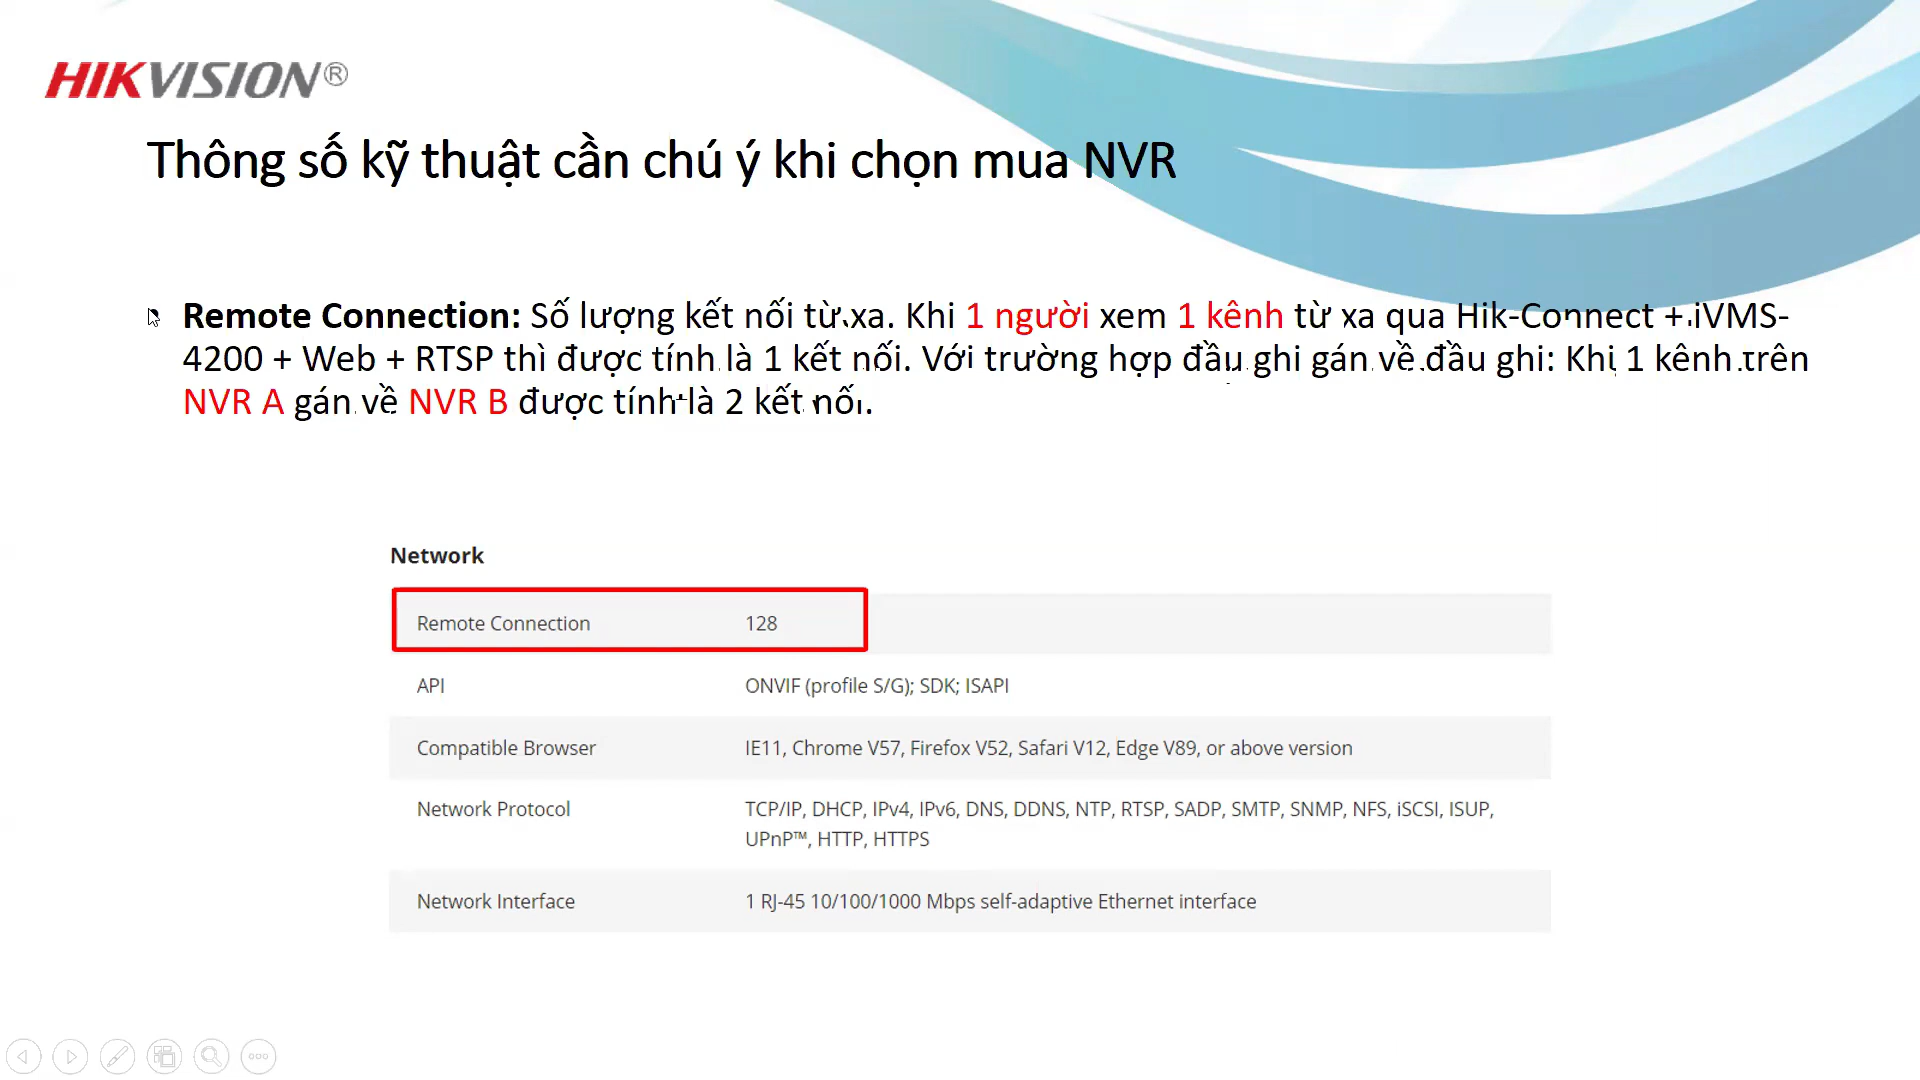 HIKVISION®
Thông số kỹ thuật cần chú ý khi chọn mua NVR
Remote Connection: Số lượng kết nối từ xa. Khi 1 người xem 1 kênh từ xa qua Hik-Connect + iVMS-
4200 + Web + RTSP thì được tính là 1 kết nối. Với trường hợp đầu ghi gán về đầu ghi: Khi 1 kênh trên
NVR A gán về NVR B được tính là 2 kết nối.
Network
Remote Connection 128
API ONVIF (profile S/G); SDK; ISAPI
Compatible Browser IE11, Chrome V57, Firefox V52, Safari V12, Edge V89, or above version
Network Protocol TCP/IP, DHCP, IPv4, IPv6, DNS, DDNS, NTP, RTSP, SADP, SMTP, SNMP, NFS, iSCSI, ISUP,
UPnP™, HTTP, HTTPS
Network Interface 1 RJ-45 10/100/1000 Mbps self-adaptive Ethernet interface